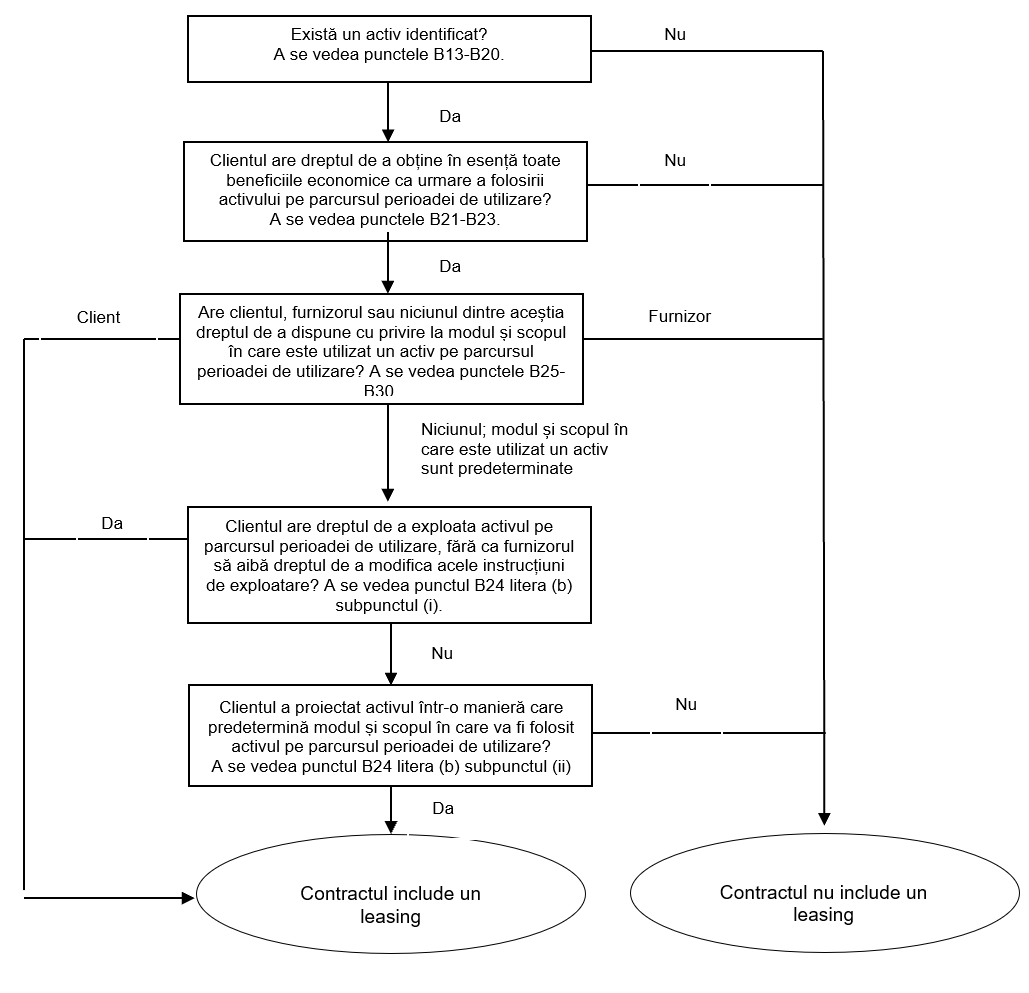 Există un activ identificat?
A se vedea punctele B13-B20.
Nu
Da
Clientul are dreptul de a obține în esență toate
beneficiile economice ca urmare a folosirii
activului pe parcursul perioadei de utilizare?
A se vedea punctele B21-B23.
Nu
Da
Are clientul, furnizorul sau niciunul dintre aceștia
dreptul de a dispune cu privire la modul și scopul
în care este utilizat un activ pe parcursul
perioadei de utilizare? A se vedea punctele B25-
B30
Client
Furnizor
Niciunul; modul și scopul în
care este utilizat un activ
sunt predeterminate
Clientul are dreptul de a exploata activul pe
parcursul perioadei de utilizare, fără ca furnizorul
să aibă dreptul de a modifica acele instrucțiuni
de exploatare? A se vedea punctul B24 litera (b)
subpunctul (i).
Da
Nu
Clientul a proiectat activul într-o manieră care
predetermină modul și scopul în care va fi folosit
activul pe parcursul perioadei de utilizare?
A se vedea punctul B24 litera (b) subpunctul (ii)
Nu
Da
Contractul include un
leasing
Contractul nu include un
leasing